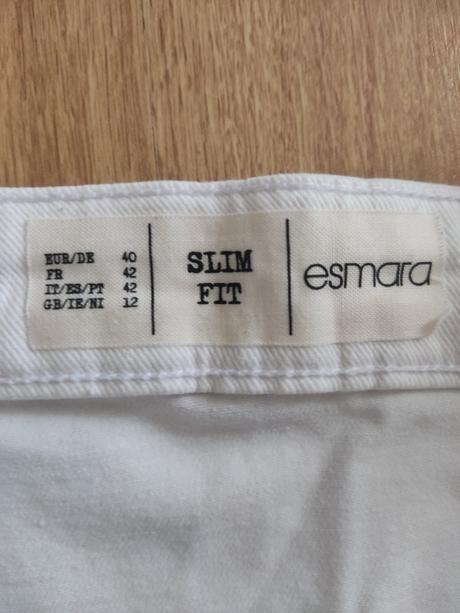 EUR/DE 40
FR 42
IT/ES/PT 42
GB/IE/NI 12
SLIM
FIT
esmara